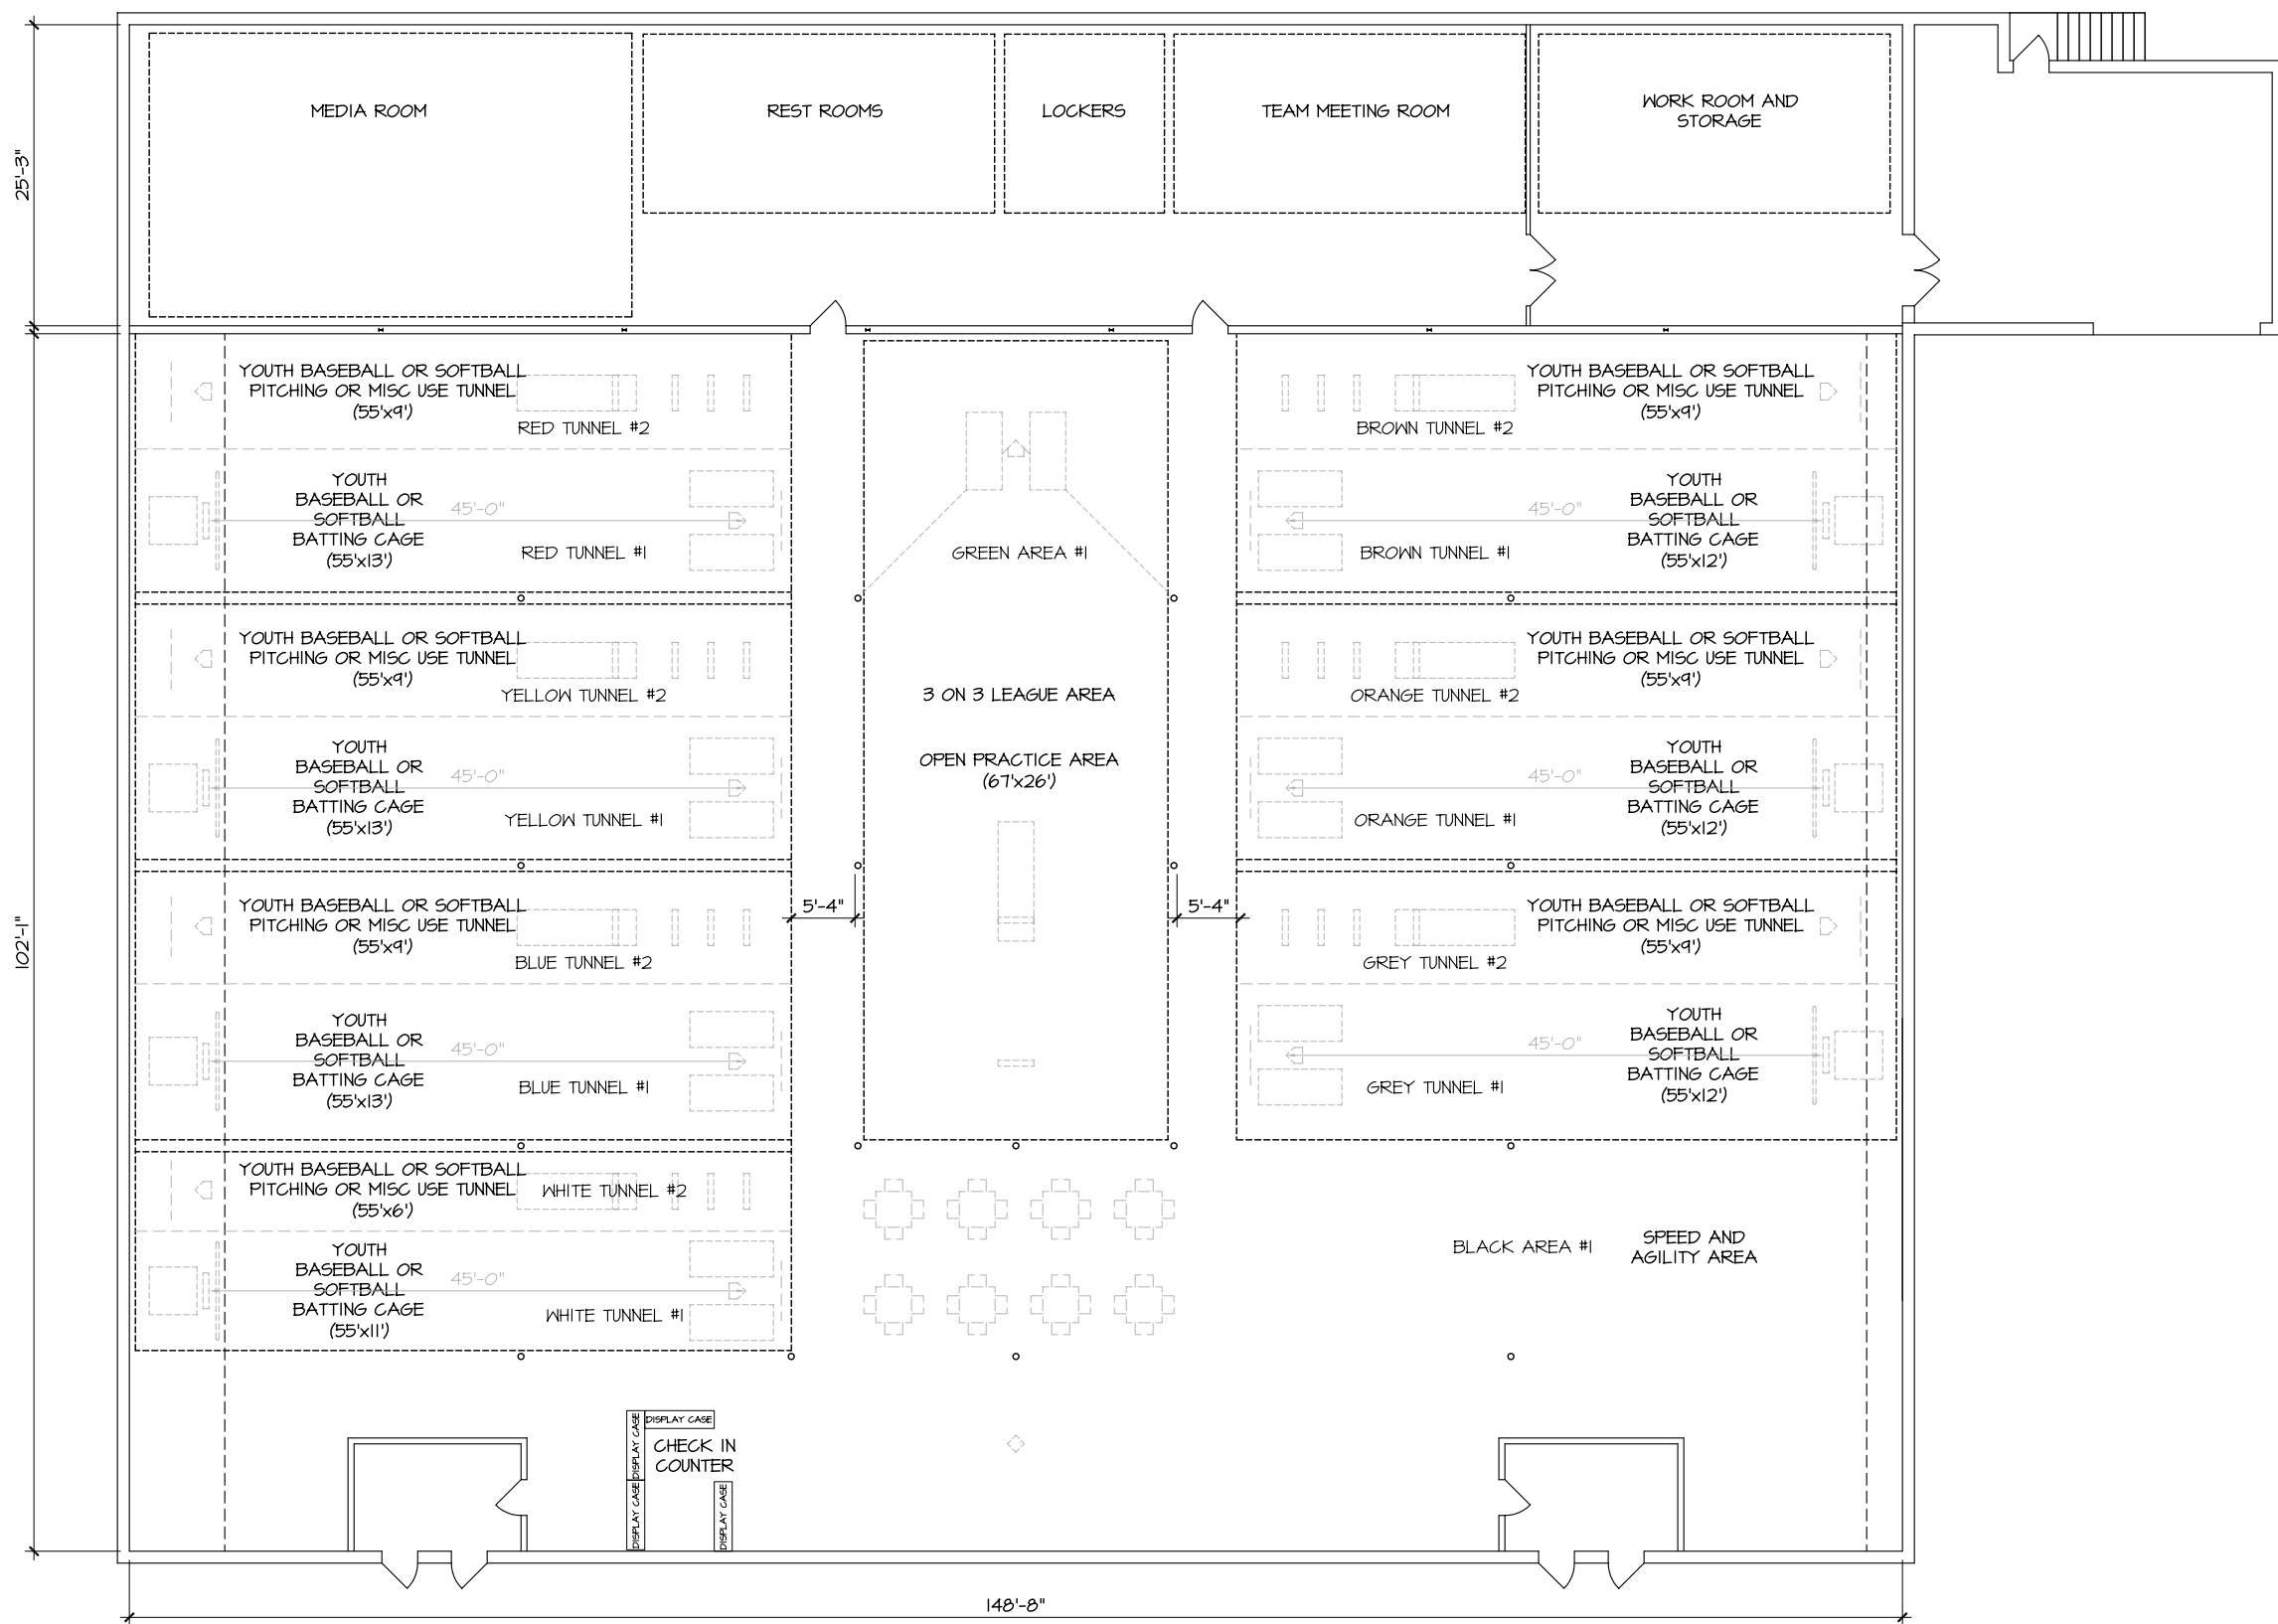 MEDIA ROOM
REST ROOMS
LOCKERS
TEAM MEETING ROOM
WORK ROOM AND
STORAGE
25'-3"
YOUTH BASEBALL OR SOFTBALL
PITCHING OR MISC USE TUNNEL
(55'x9')
RED TUNNEL #2
YOUTH
BASEBALL OR
SOFTBALL
BATTING CAGE
(55'x13')
45'-0"
RED TUNNEL #1
GREEN AREA #1
YOUTH BASEBALL OR SOFTBALL
PITCHING OR MISC USE TUNNEL
(55'x9')
BROWN TUNNEL #2
YOUTH
BASEBALL OR
SOFTBALL
BATTING CAGE
(55'x12')
45'-0"
BROWN TUNNEL #1
YOUTH BASEBALL OR SOFTBALL
PITCHING OR MISC USE TUNNEL
(55'x9')
YELLOW TUNNEL #2
YOUTH
BASEBALL OR
SOFTBALL
BATTING CAGE
(55'x13')
45'-0"
YELLOW TUNNEL #1
3 ON 3 LEAGUE AREA
OPEN PRACTICE AREA
(67'x26')
YOUTH BASEBALL OR SOFTBALL
PITCHING OR MISC USE TUNNEL
(55'x9')
ORANGE TUNNEL #2
YOUTH
BASEBALL OR
SOFTBALL
BATTING CAGE
(55'x12')
45'-0"
ORANGE TUNNEL #1
102'-1"
YOUTH BASEBALL OR SOFTBALL
PITCHING OR MISC USE TUNNEL
(55'x9')
BLUE TUNNEL #2
YOUTH
BASEBALL OR
SOFTBALL
BATTING CAGE
(55'x13')
45'-0"
BLUE TUNNEL #1
5'-4"
5'-4"
YOUTH BASEBALL OR SOFTBALL
PITCHING OR MISC USE TUNNEL
(55'x9')
GREY TUNNEL #2
YOUTH
BASEBALL OR
SOFTBALL
BATTING CAGE
(55'x12')
45'-0"
GREY TUNNEL #1
YOUTH BASEBALL OR SOFTBALL
PITCHING OR MISC USE TUNNEL
(55'x6')
WHITE TUNNEL #2
YOUTH
BASEBALL OR
SOFTBALL
BATTING CAGE
(55'x11')
45'-0"
WHITE TUNNEL #1
BLACK AREA #1
SPEED AND
AGILITY AREA
DISPLAY CASE
DISPLAY CASE
CHECK IN
COUNTER
DISPLAY CASE
DISPLAY CASE
148'-8"